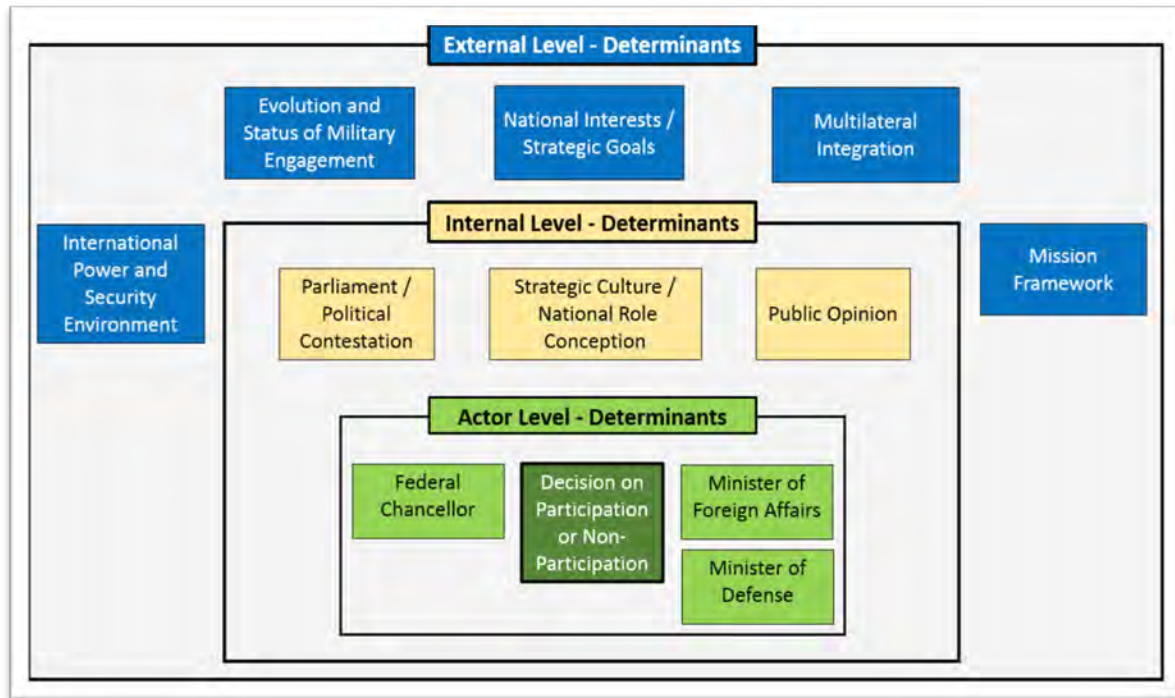 External Level - Determinants
Evolution and
Status of Military
Engagement
National Interests /
Strategic Goals
Multilateral
Integration
International
Power and
Security
Environment
Mission
Framework
Internal Level - Determinants
Parliament /
Political
Contestation
Strategic Culture /
National Role
Conception
Public Opinion
Actor Level - Determinants
Federal
Chancellor
Decision on
Participation
or Non-
Participation
Minister of
Foreign Affairs
Minister of
Defense